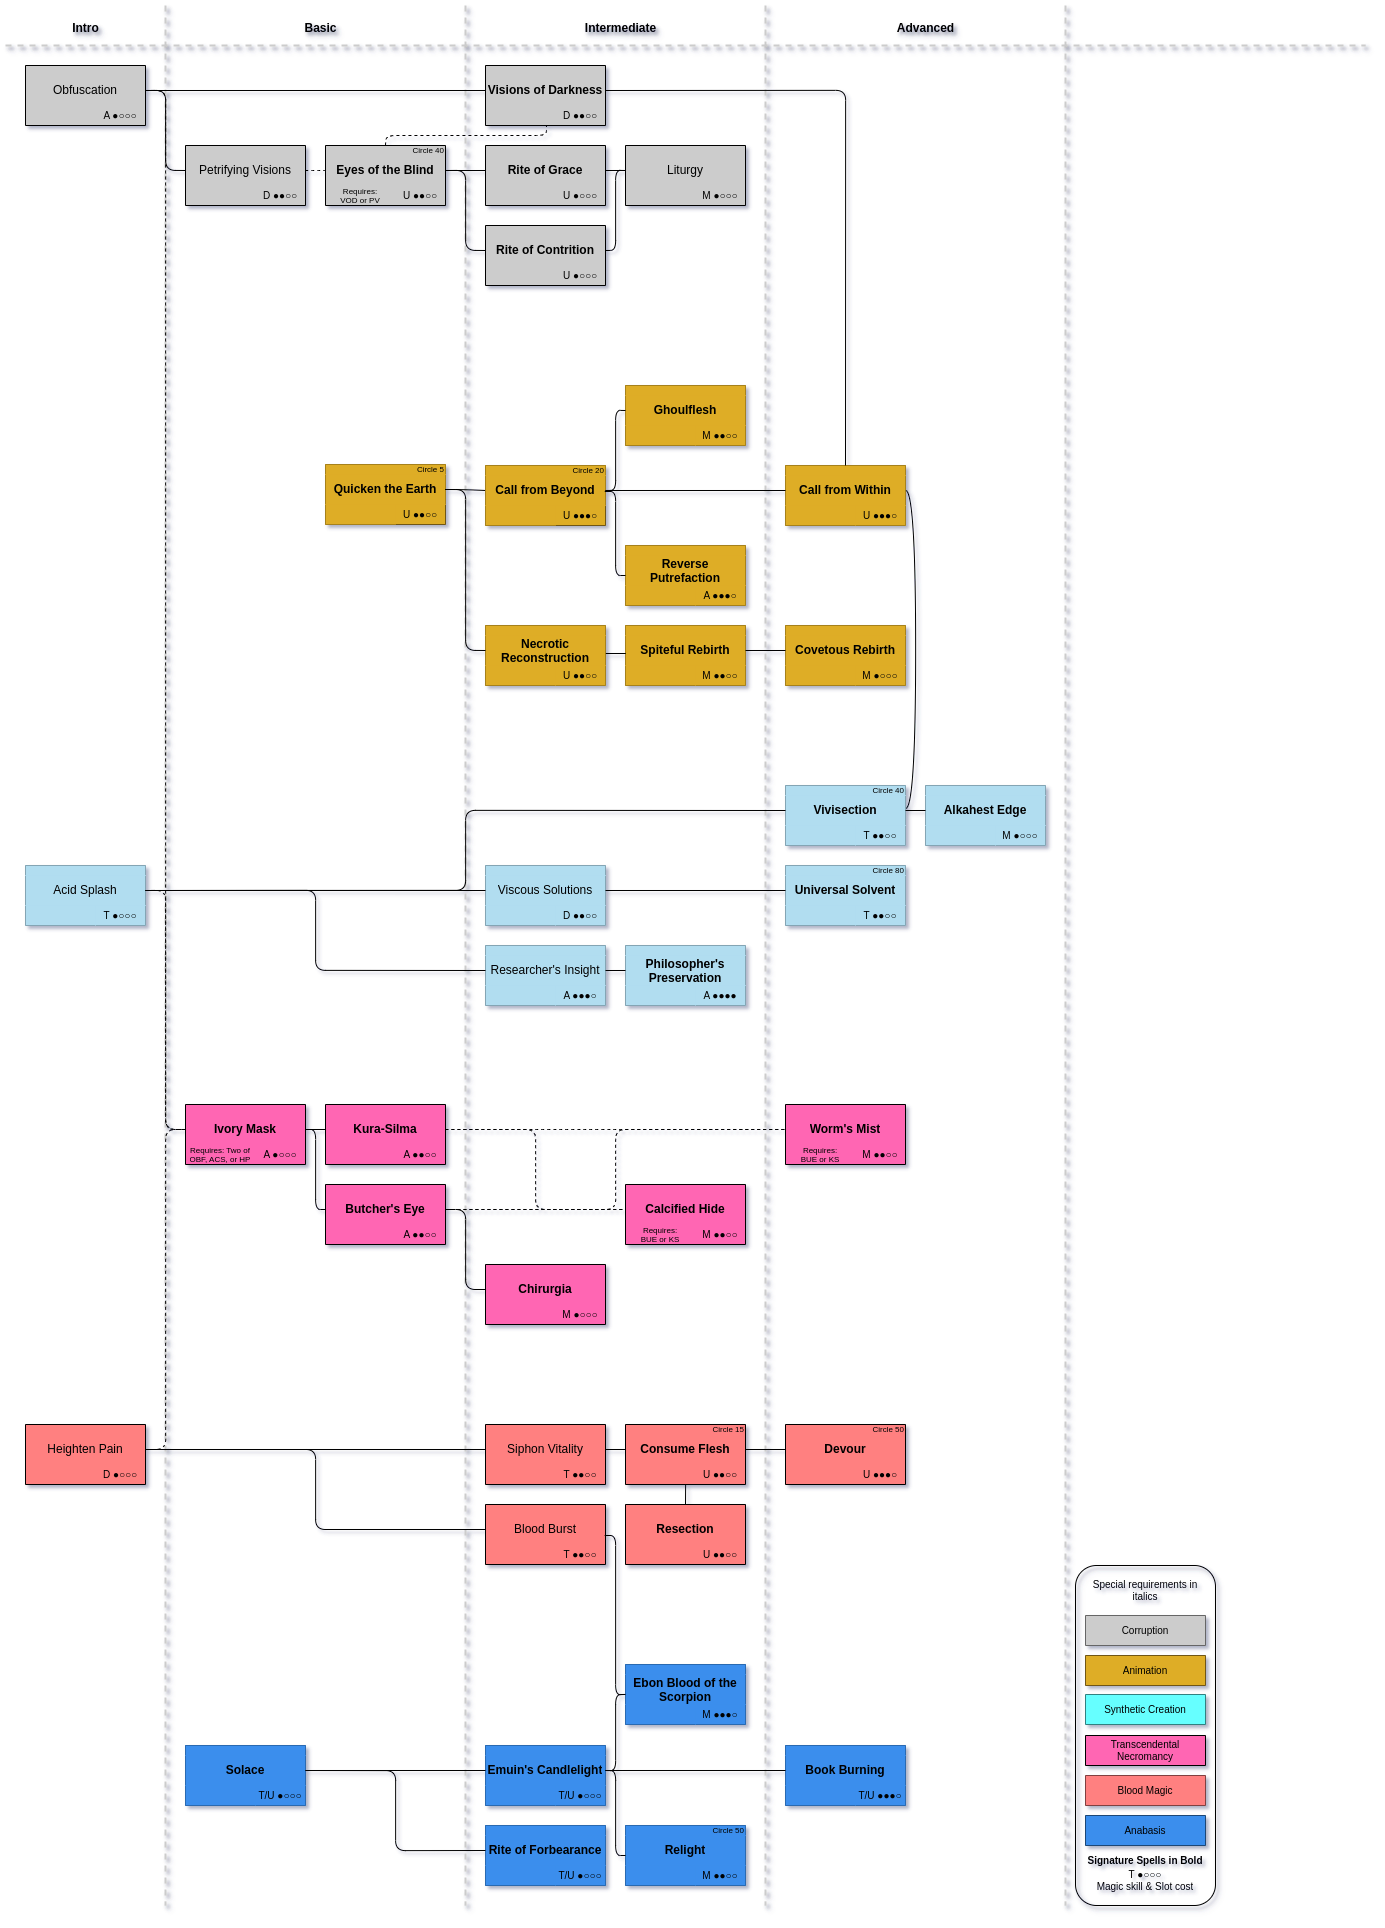 Intro
Basic
Intermediate
Advanced
Obfuscation
A ●○○○
Visions of Darkness
D ●●○○
Petrifying Visions
D ●●○○
Circle 40
Eyes of the Blind
Requires:
VOD or PV
U ●●○○
Rite of Grace
U ●○○○
Liturgy
M ●○○○
Rite of Contrition
U ●○○○
Ghoulflesh
M ●●○○
Circle 5
Quicken the Earth
U ●●○○
Circle 20
Call from Beyond
U ●●●○
Call from Within
U ●●●○
Reverse
Putrefaction
A ●●●○
Necrotic
Reconstruction
U ●●○○
Spiteful Rebirth
M ●●○○
Covetous Rebirth
M ●○○○
Circle 40
Vivisection
T ●●○○
Alkahest Edge
M ●○○○
Acid Splash
T ●○○○
Viscous Solutions
D ●●○○
Circle 80
Universal Solvent
T ●●○○
Researcher's Insight
A ●●●○
Philosopher's
Preservation
A ●●●●
Ivory Mask
Requires: Two of
OBF, ACS, or HP
A ●○○○
Kura-Silma
A ●●○○
Worm's Mist
Requires:
BUE or KS
M ●●○○
Butcher's Eye
A ●●○○
Calcified Hide
Requires:
BUE or KS
M ●●○○
Chirurgia
M ●○○○
Heighten Pain
D ●○○○
Siphon Vitality
T ●●○○
Circle 15
Consume Flesh
U ●●○○
Circle 50
Devour
U ●●●○
Blood Burst
T ●●○○
Resection
U ●●○○
Ebon Blood of the
Scorpion
M ●●●○
Solace
T/U ●○○○
Emuin's Candlelight
T/U ●○○○
Book Burning
T/U ●●●○
Rite of Forbearance
T/U ●○○○
Circle 50
Relight
M ●●○○
Special requirements in
italics
Corruption
Animation
Synthetic Creation
Transcendental
Necromancy
Blood Magic
Anabasis
Signature Spells in Bold
T ●○○○
Magic skill & Slot cost